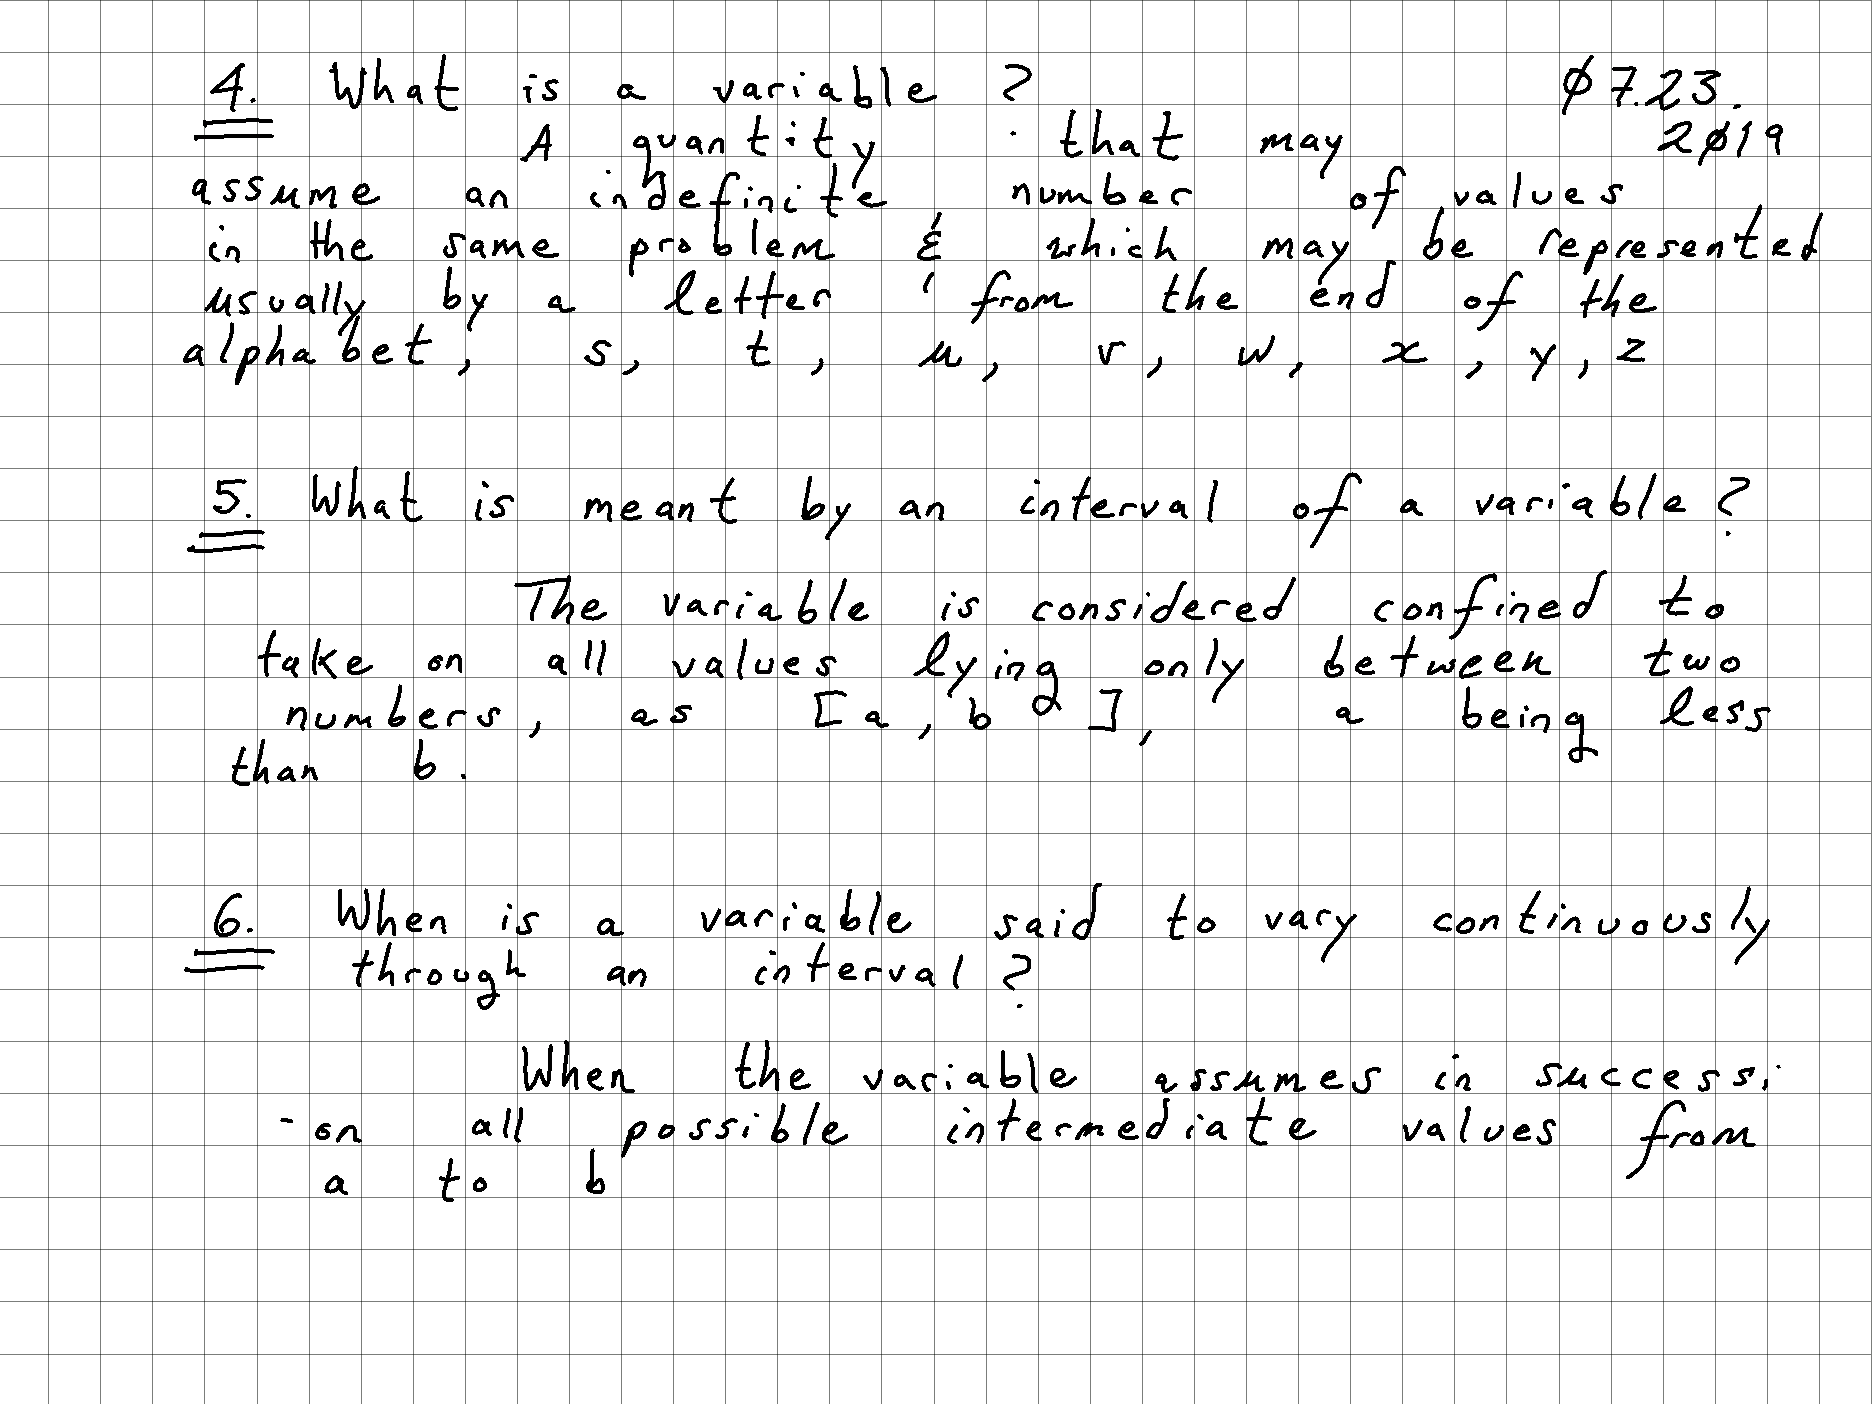 4. What is a variable ? Ø7.23.
A quantity that may 2Ø19
assume an indefinite number of values
in the same problem & which may be represented
usually by a letter from the end of the
alphabet, s, t, u, v, w, x, y, z
5. What is meant by an interval of a variable?
The variable is considered confined to
take on all values lying only between two
numbers, as [a, b], a being less
than b.
6. When is a variable said to vary continuously
through an interval?
When the variable assumes in successi
-on all possible intermediate values from
a to b